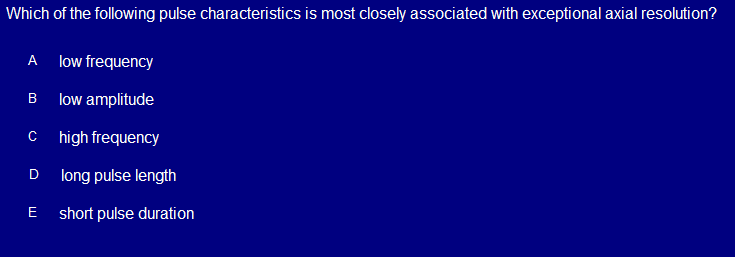 Which of the following pulse characteristics is most closely associated with exceptional axial resolution?
A low frequency
B low amplitude
C high frequency
D long pulse length
E short pulse duration